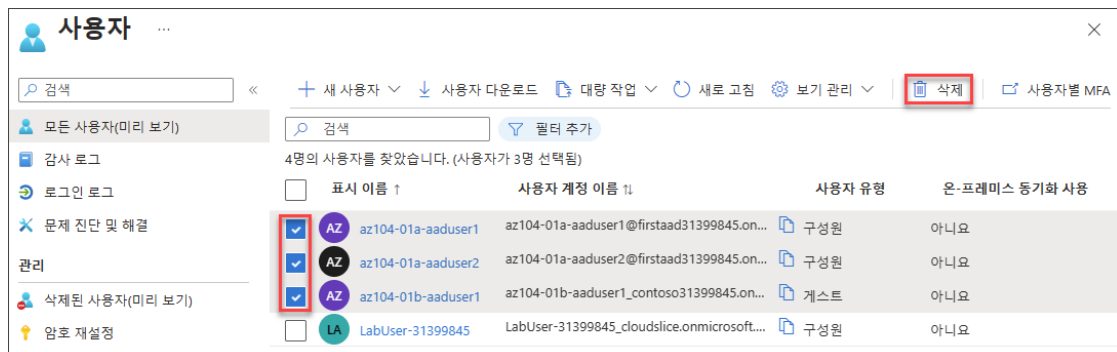 사용자 ...
검색 «
모든 사용자(미리 보기)
감사 로그
로그인 로그
문제 진단 및 해결
관리
삭제된 사용자(미리 보기)
암호 재설정
새 사용자 사용자 다운로드 대량 작업 새로 고침 보기 관리 삭제 사용자별 MFA
검색 필터 추가
4명의 사용자를 찾았습니다. (사용자가 3명 선택됨)
표시 이름 ↑ 사용자 계정 이름 ↑↓ 사용자 유형 온-프레미스 동기화 사용
AZ az104-01a-aaduser1 az104-01a-aaduser1@firstaad31399845.on... 구성원 아니요
AZ az104-01a-aaduser2 az104-01a-aaduser2@firstaad31399845.on... 구성원 아니요
AZ az104-01b-aaduser1 az104-01b-aaduser1_contoso31399845.on... 게스트 아니요
LA LabUser-31399845 LabUser-31399845_cloudslice.onmicrosoft.... 구성원 아니요